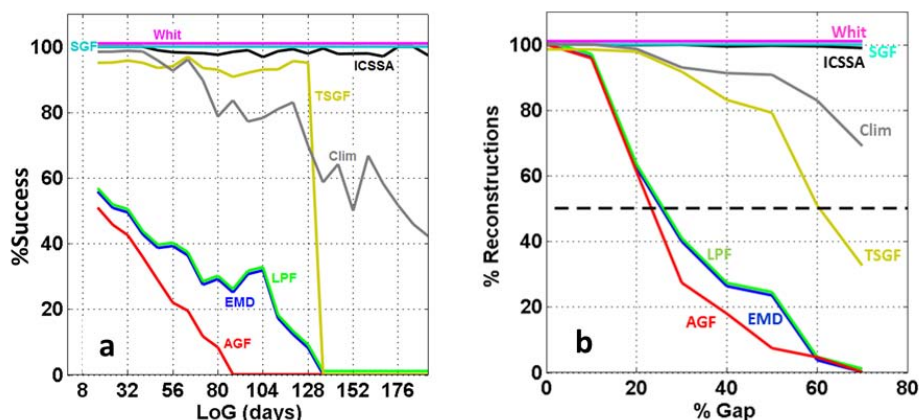 %Success
100
80
60
40
20
0
8 32 56 80 104 128 152 176
LoG (days)
SGF
Whit
ICSSA
TSGF
Clim
LPF
EMD
AGF
a
% Reconstructions
100
80
60
40
20
0
0 20 40 60 80
% Gap
Whit
SGF
ICSSA
Clim
TSGF
LPF
EMD
AGF
b